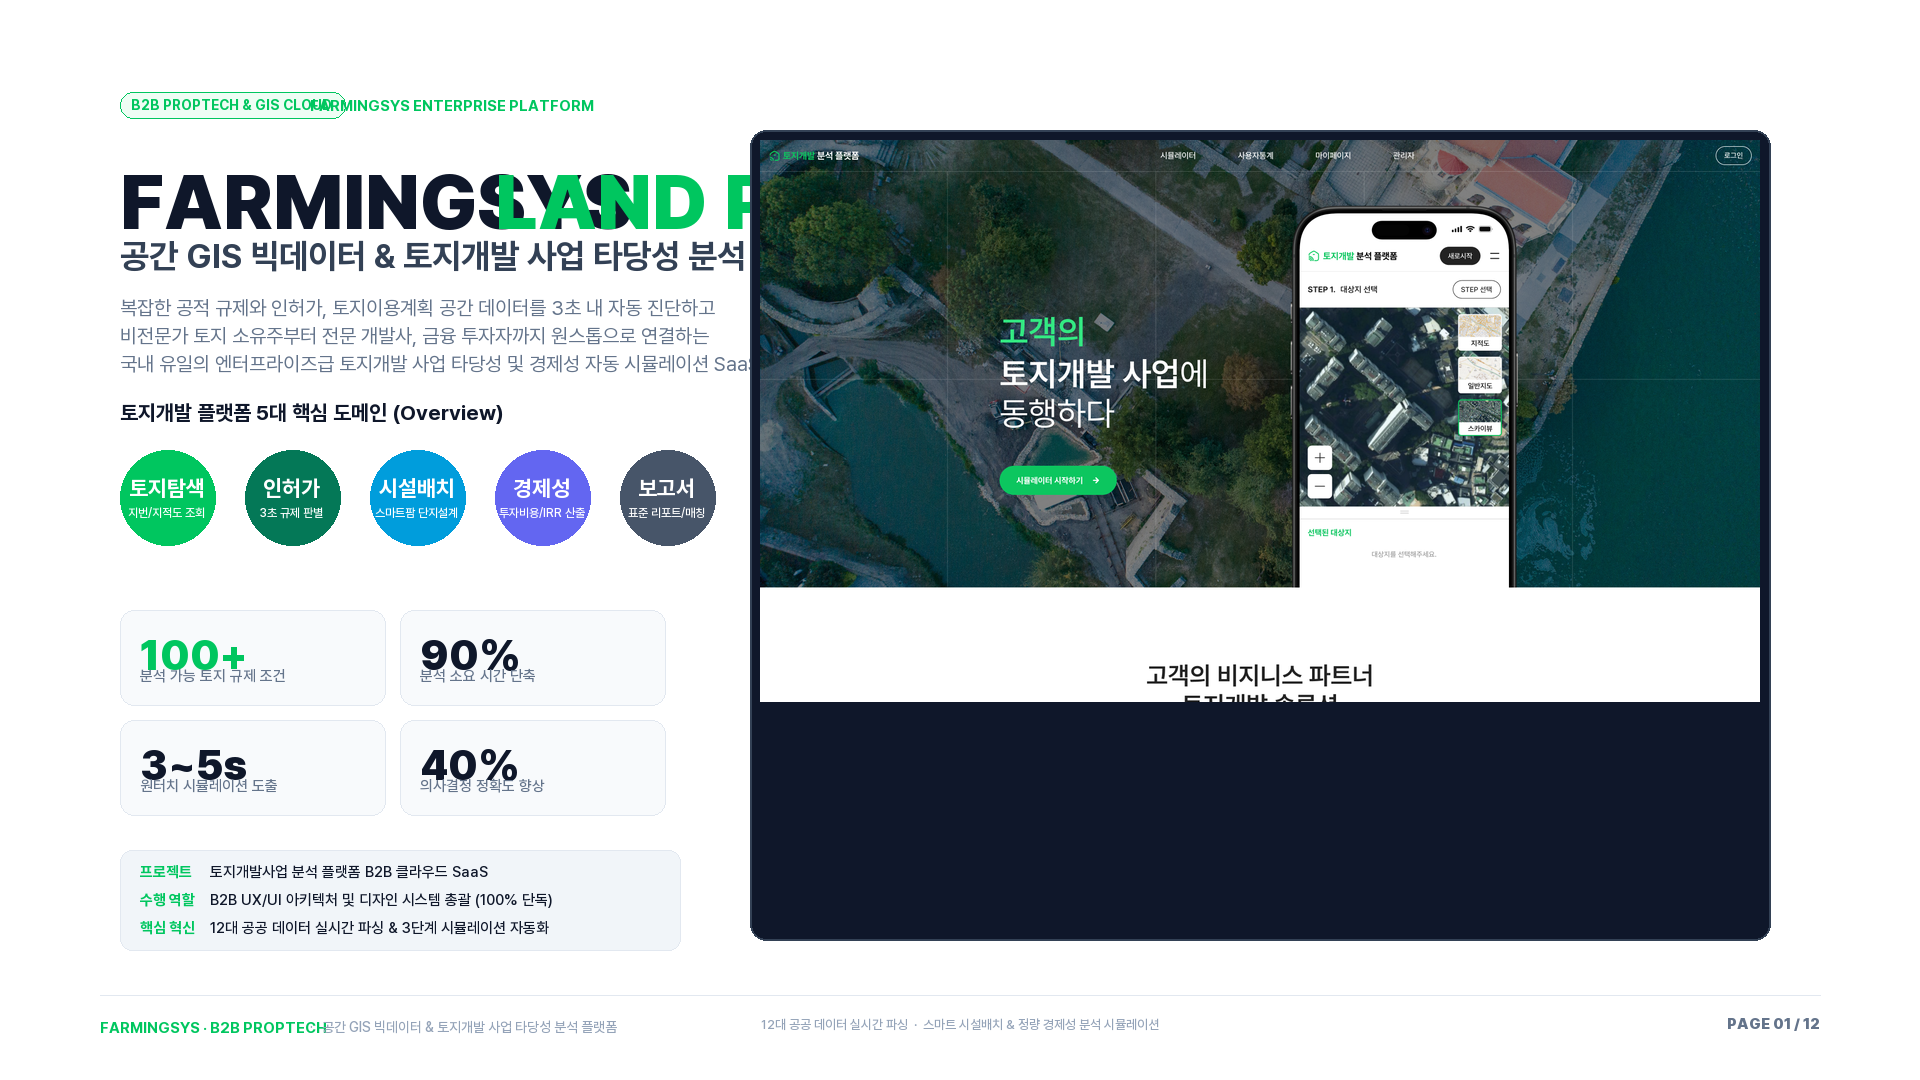 B2B PROPTECH & GIS CLOUD
FARMINGSYS ENTERPRISE PLATFORM
FARMINGSYS
LAND P
공간 GIS 빅데이터 & 토지개발 사업 타당성 분석
복잡한 공적 규제와 인허가, 토지이용계획 공간 데이터를 3초 내 자동 진단하고
비전문가 토지 소유주부터 전문 개발사, 금융 투자자까지 원스톱으로 연결하는
국내 유일의 엔터프라이즈급 토지개발 사업 타당성 및 경제성 자동 시뮬레이션 SaaS
토지개발 플랫폼 5대 핵심 도메인 (Overview)
토지탐색
지번/지적도 조회
인허가
3초 규제 판별
시설배치
스마트팜 단지설계
경제성
투자비용/IRR 산출
보고서
표준 리포트/매칭
100+
분석 가능 토지 규제 조건
90%
분석 소요 시간 단축
3~5s
원터치 시뮬레이션 도출
40%
의사결정 정확도 향상
프로젝트 토지개발사업 분석 플랫폼 B2B 클라우드 SaaS
수행 역할 B2B UX/UI 아키텍처 및 디자인 시스템 총괄 (100% 단독)
핵심 혁신 12대 공공 데이터 실시간 파싱 & 3단계 시뮬레이션 자동화
토지개발 분석 플랫폼
시뮬레이터 사용자통계 마이페이지 관리자
로그인
고객의
토지개발 사업에
동행하다
시뮬레이터 시작하기
토지개발 분석 플랫폼
새로시작
STEP 1. 대상지 선택
STEP 선택
지적도
일반지도
스카이뷰
선택된 대상지
대상지를 선택해주세요.
고객의 비지니스 파트너
토지개발 솔루션
FARMINGSYS · B2B PROPTECH
공간 GIS 빅데이터 & 토지개발 사업 타당성 분석 플랫폼
12대 공공 데이터 실시간 파싱 · 스마트 시설배치 & 정량 경제성 분석 시뮬레이션
PAGE 01 / 12